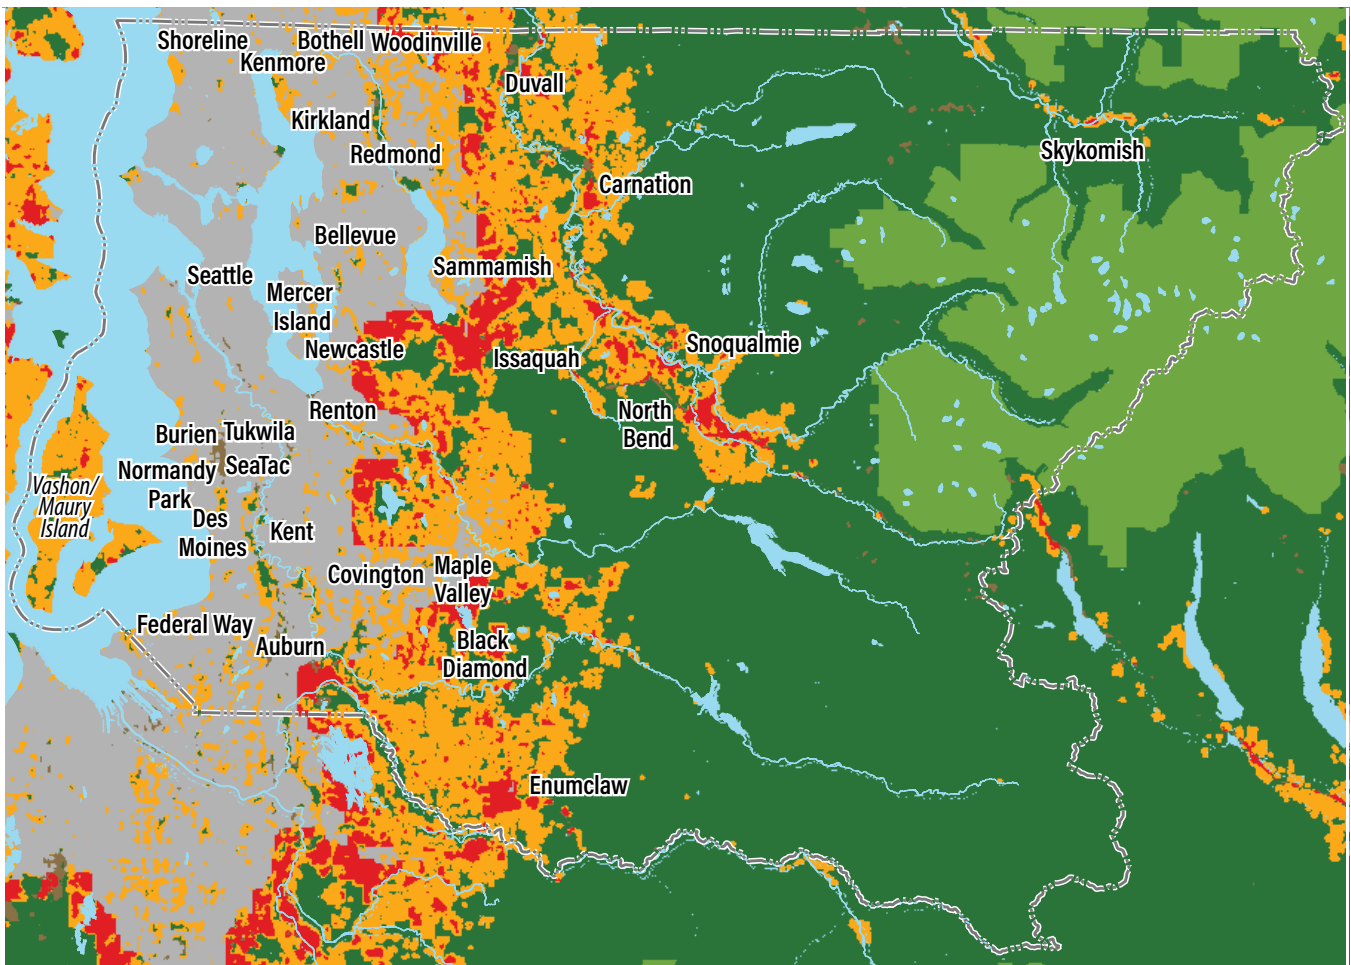 Shoreline
Bothell
Woodinville
Kenmore
Duvall
Kirkland
Redmond
Skykomish
Carnation
Bellevue
Sammamish
Seattle
Mercer
Island
Newcastle
Issaquah
Snoqualmie
Renton
North
Bend
Burien
Tukwila
Normandy
Park
SeaTac
Vashon/
Maury
Island
Des
Moines
Kent
Covington
Maple
Valley
Federal Way
Auburn
Black
Diamond
Enumclaw